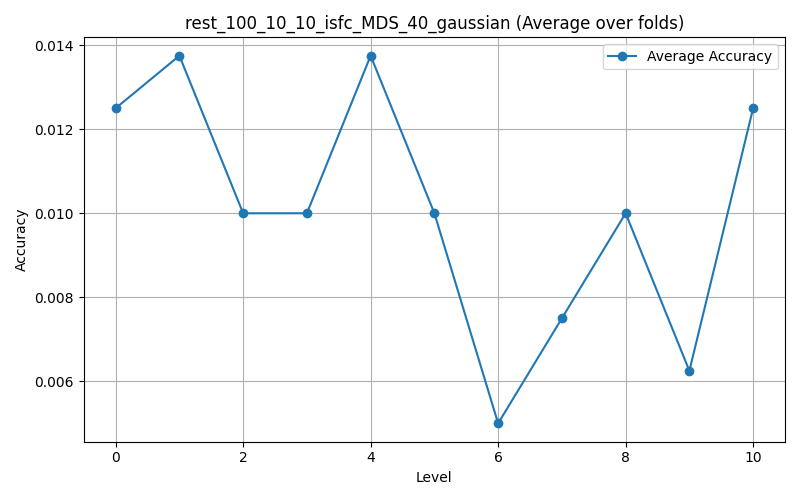 rest_100_10_10_isfc_MDS_40_gaussian (Average over folds)
Average Accuracy
0.014
0.012
0.010
0.008
0.006
Accuracy
0 2 4 6 8 10
Level